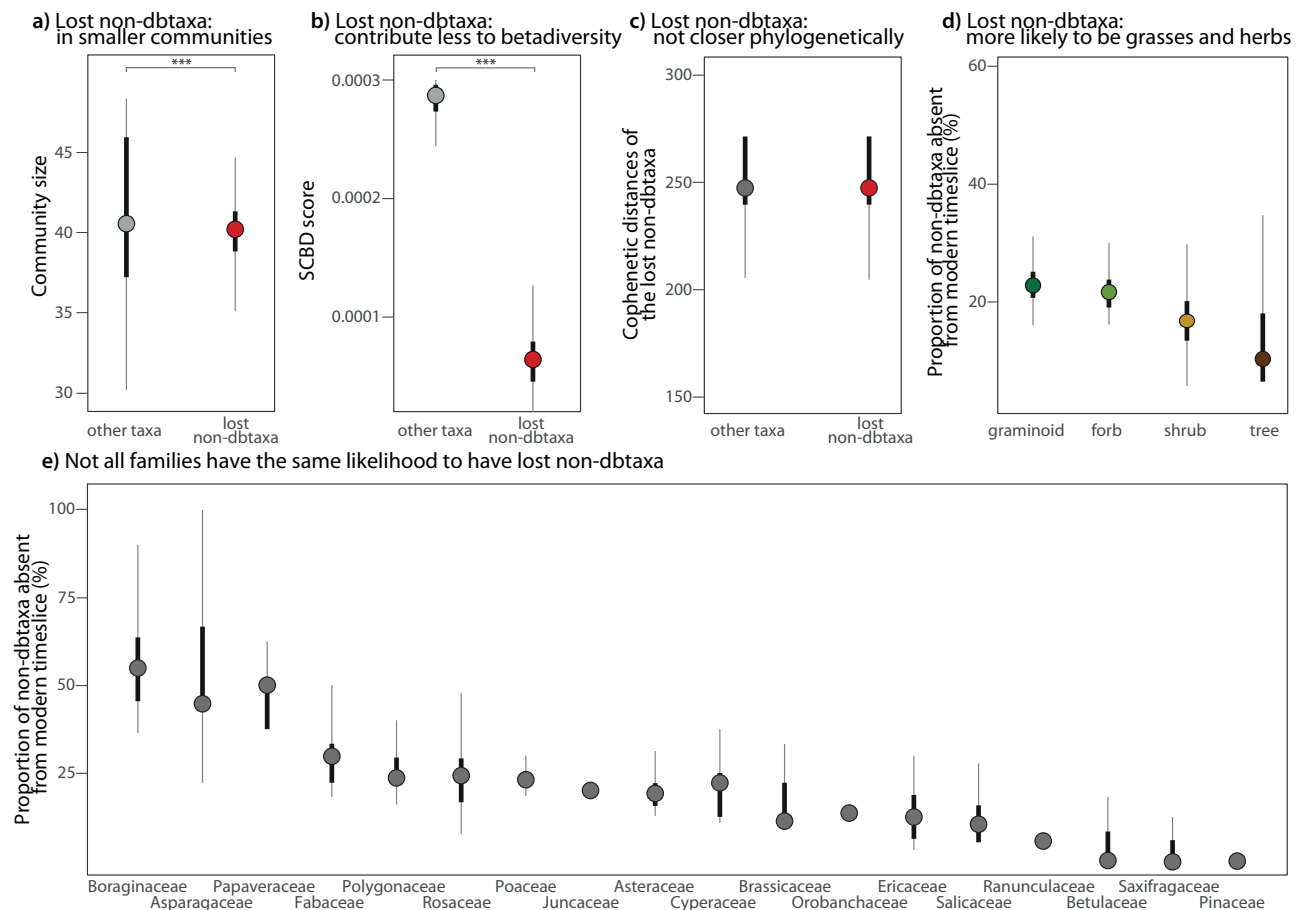 a) Lost non-dbtaxa:
in smaller communities
***
Community size
45
40
35
30
other taxa
lost
non-dbtaxa
b) Lost non-dbtaxa:
contribute less to betadiversity
***
SCBD score
0.0003
0.0002
0.0001
other taxa
lost
non-dbtaxa
c) Lost non-dbtaxa:
not closer phylogenetically
Cophenetic distances of
the lost non-dbtaxa
300
250
200
150
other taxa
lost
non-dbtaxa
d) Lost non-dbtaxa:
more likely to be grasses and herbs
Proportion of non-dbtaxa absent
from modern timeslice (%)
60
40
20
graminoid forb shrub tree
e) Not all families have the same likelihood to have lost non-dbtaxa
Proportion of non-dbtaxa absent
from modern timeslice (%)
100
75
50
25
Boraginaceae Papaveraceae Polygonaceae Poaceae Asteraceae Brassicaceae Ericaceae Ranunculaceae Saxifragaceae
Asparagaceae Fabaceae Rosaceae Juncaceae Cyperaceae Orobanchaceae Salicaceae Betulaceae Pinaceae